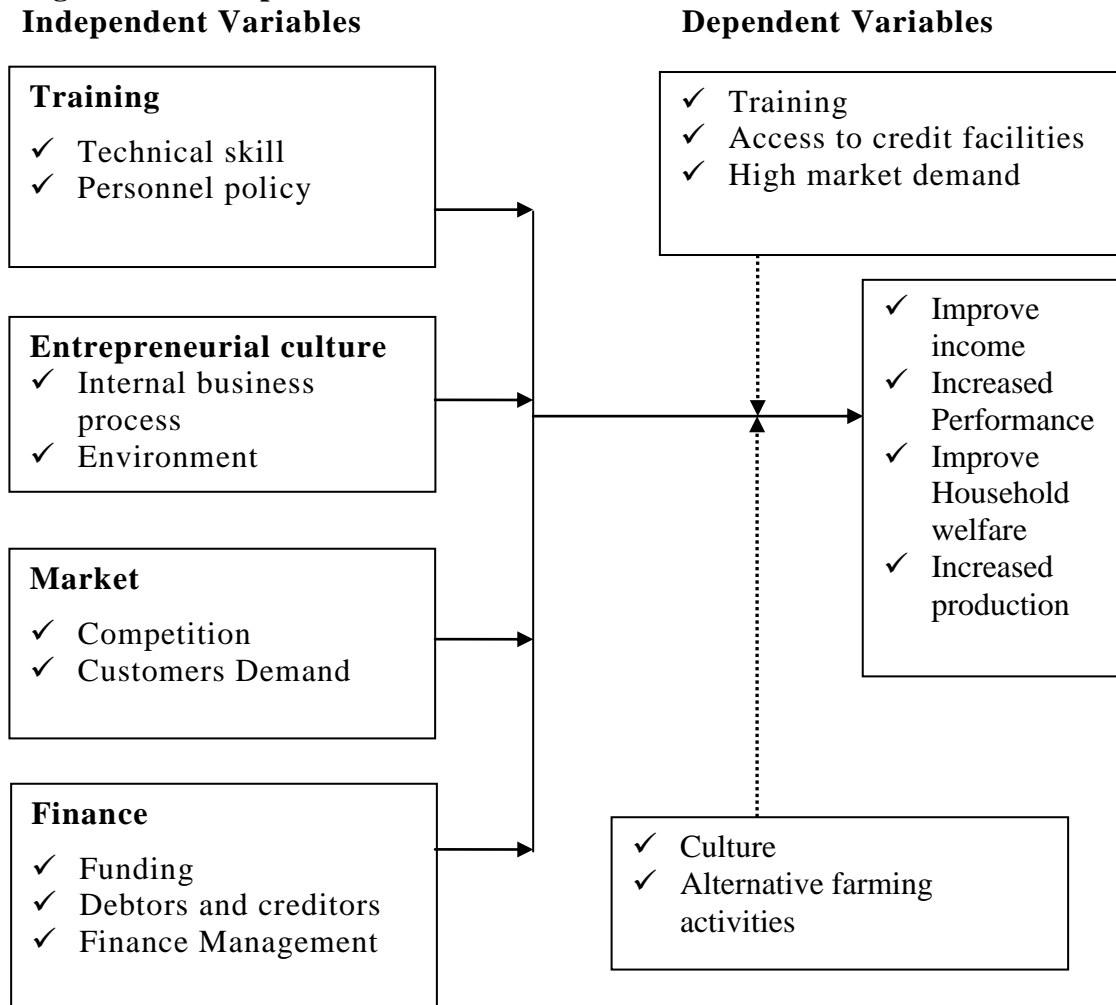 Independent Variables
Dependent Variables
Training
✓ Technical skill
✓ Personnel policy
Entrepreneurial culture
✓ Internal business
process
✓ Environment
Market
✓ Competition
✓ Customers Demand
Finance
✓ Funding
✓ Debtors and creditors
✓ Finance Management
✓ Training
✓ Access to credit facilities
✓ High market demand
✓ Improve
income
✓ Increased
Performance
✓ Improve
Household
welfare
✓ Increased
production
✓ Culture
✓ Alternative farming
activities